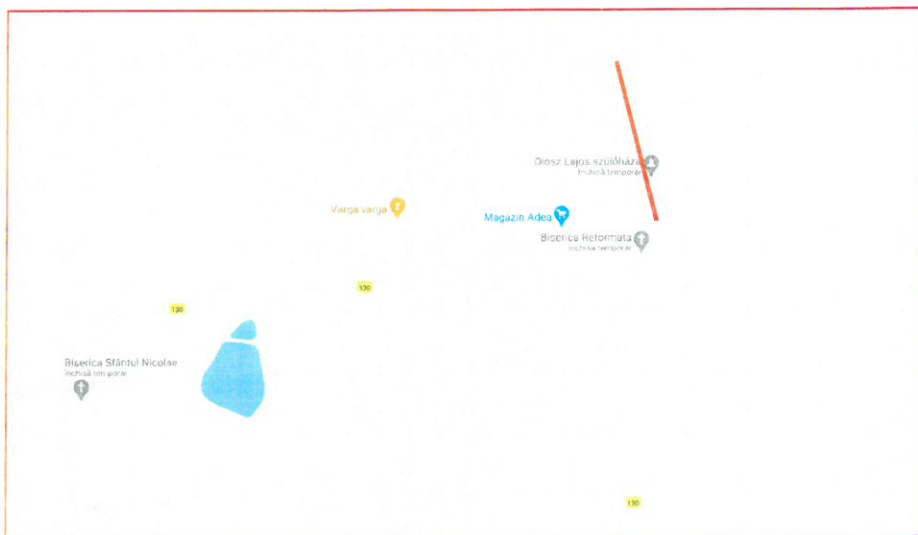 Orosz Lajos szülőháza
Închisă temporar
Varga varga
Magazin Adea
Biserica Reformata
Închisă temporar
130
130
Biserica Sfântul Nicolae
Închisă temporar
130